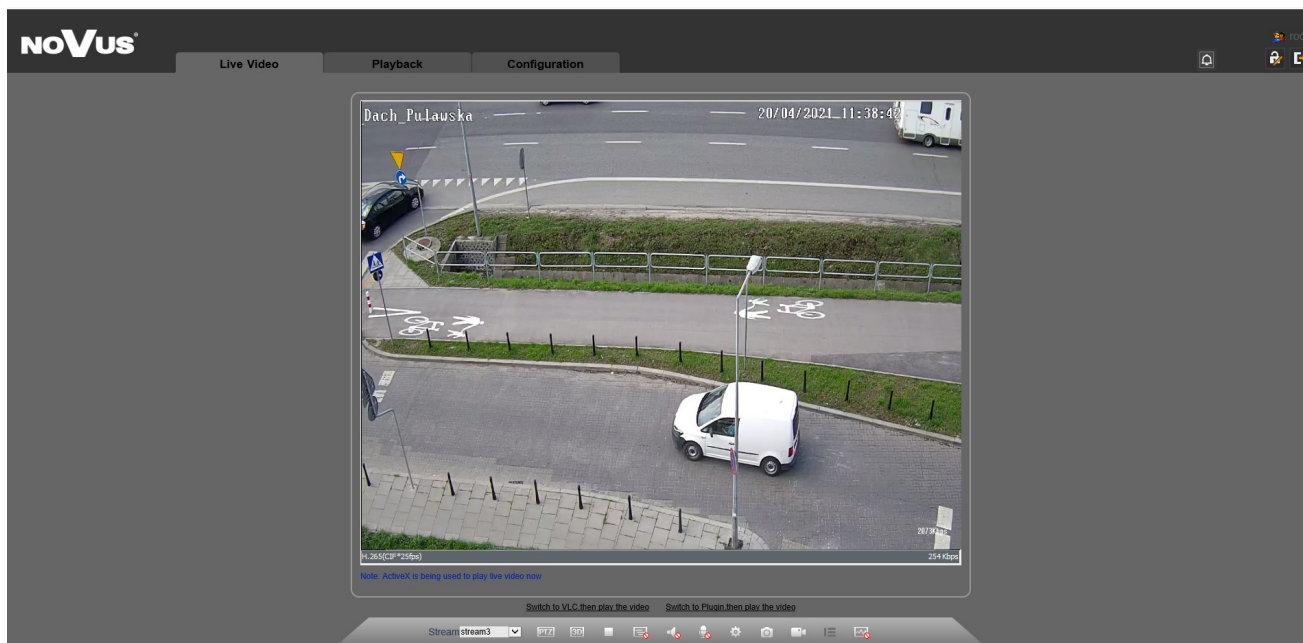 NOVUS
Live Video
Playback
Configuration
Dach_Pulawska
20/04/2021 11:38:42
H.265(CIF*25fps)
254 Kbps
Note: ActiveX is being used to play live video now
Switch to VLC,then play the video
Switch to Plugin,then play the video
Stream
stream3
PTZ
3D